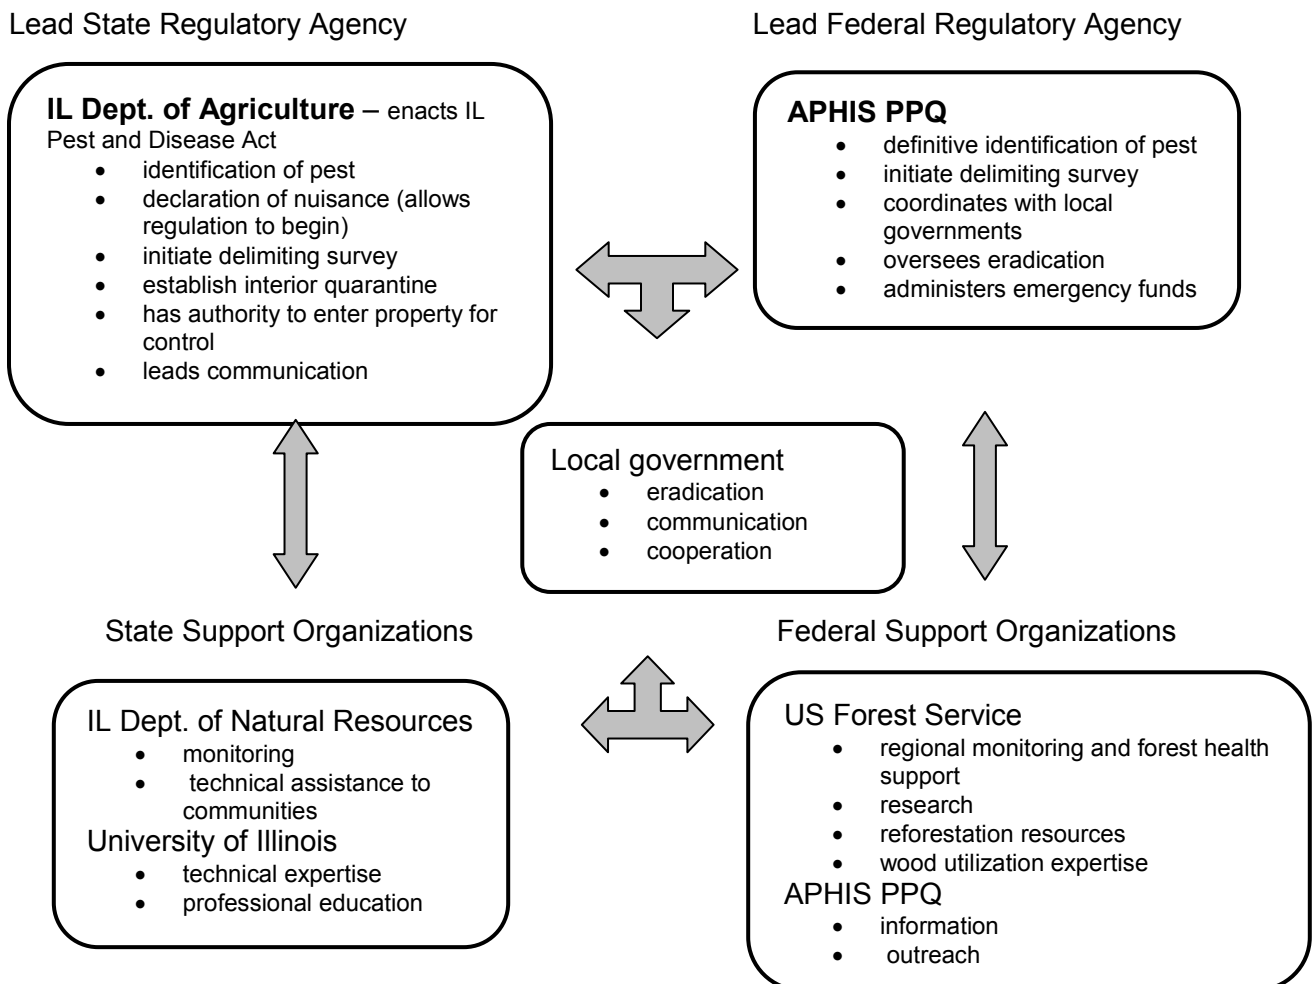 Lead State Regulatory Agency
Lead Federal Regulatory Agency
IL Dept. of Agriculture – enacts IL
Pest and Disease Act
• identification of pest
• declaration of nuisance (allows
regulation to begin)
• initiate delimiting survey
• establish interior quarantine
• has authority to enter property for
control
• leads communication
APHIS PPQ
• definitive identification of pest
• initiate delimiting survey
• coordinates with local
governments
• oversees eradication
• administers emergency funds
Local government
• eradication
• communication
• cooperation
State Support Organizations
Federal Support Organizations
IL Dept. of Natural Resources
• monitoring
• technical assistance to
communities
University of Illinois
• technical expertise
• professional education
US Forest Service
• regional monitoring and forest health
support
• research
• reforestation resources
• wood utilization expertise
APHIS PPQ
• information
• outreach